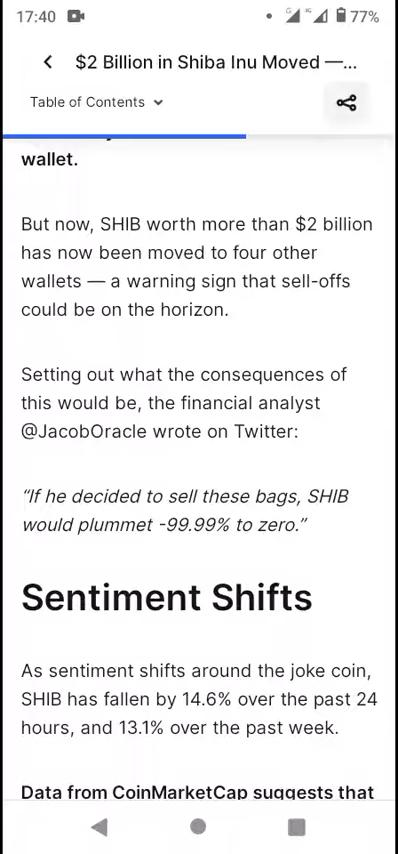 17:40
77%
$2 Billion in Shiba Inu Moved —...
Table of Contents
wallet.
But now, SHIB worth more than $2 billion
has now been moved to four other
wallets — a warning sign that sell-offs
could be on the horizon.
Setting out what the consequences of
this would be, the financial analyst
@JacobOracle wrote on Twitter:
“If he decided to sell these bags, SHIB
would plummet -99.99% to zero.”
Sentiment Shifts
As sentiment shifts around the joke coin,
SHIB has fallen by 14.6% over the past 24
hours, and 13.1% over the past week.
Data from CoinMarketCap suggests that